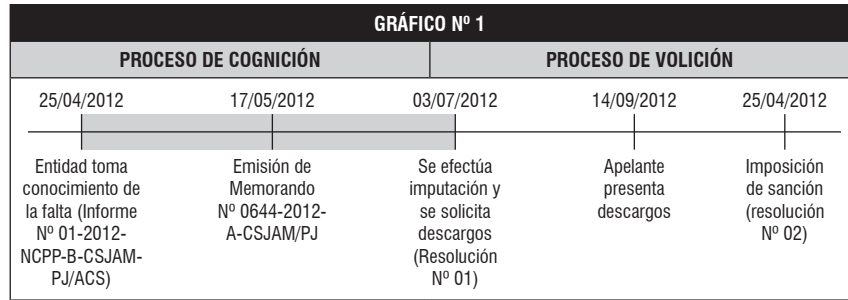 GRÁFICO Nº 1
PROCESO DE COGNICIÓN
PROCESO DE VOLICIÓN
25/04/2012
17/05/2012
03/07/2012
14/09/2012
25/04/2012
Entidad toma
conocimiento de
la falta (Informe
Nº 01-2012-
NCPP-B-CSJAM-
PJ/ACS)
Emisión de
Memorando
Nº 0644-2012-
A-CSJAM/PJ
Se efectúa
imputación y
se solicita
descargos
(Resolución
Nº 01)
Apelante
presenta
descargos
Imposición
de sanción
(resolución
Nº 02)